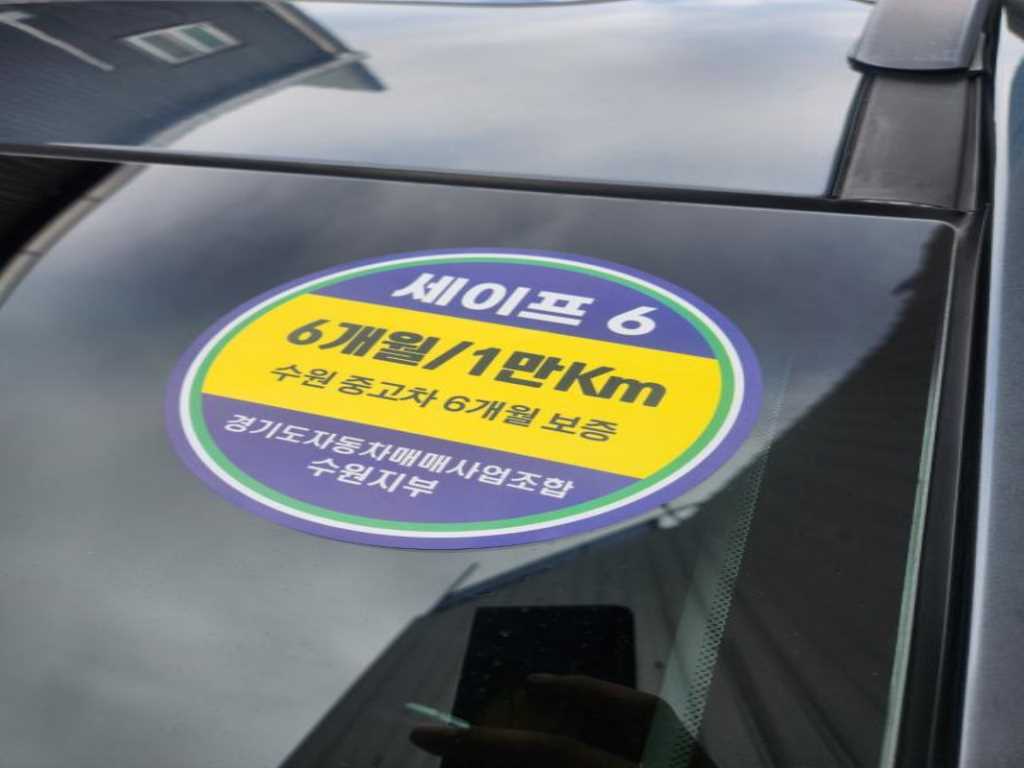 세이프 6
6개월/1만Km
수원 중고차 6개월 보증
경기도자동차매매사업조합
수원지부